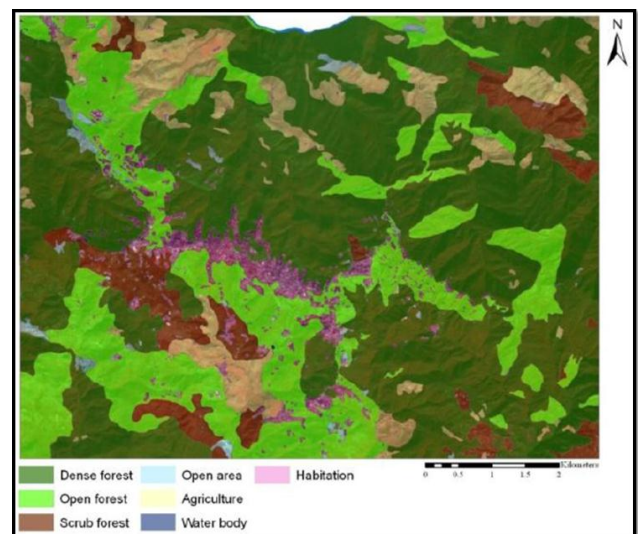 N
Dense forest Open area Habitation
Open forest Agriculture
Scrub forest Water body
Kilometers
0 0.5 1 1.5 2